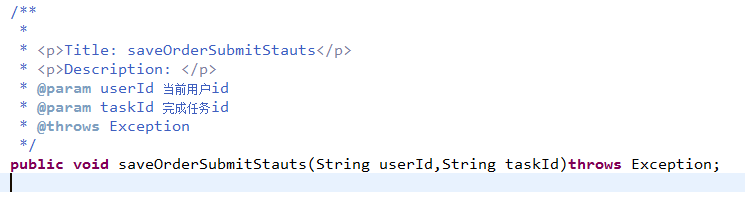 /**
 *
 * <p>Title: saveOrderSubmitStauts</p>
 * <p>Description: </p>
 * @param userId 当前用户id
 * @param taskId 完成任务id
 * @throws Exception
 */
public void saveOrderSubmitStauts(String userId,String taskId)throws Exception;